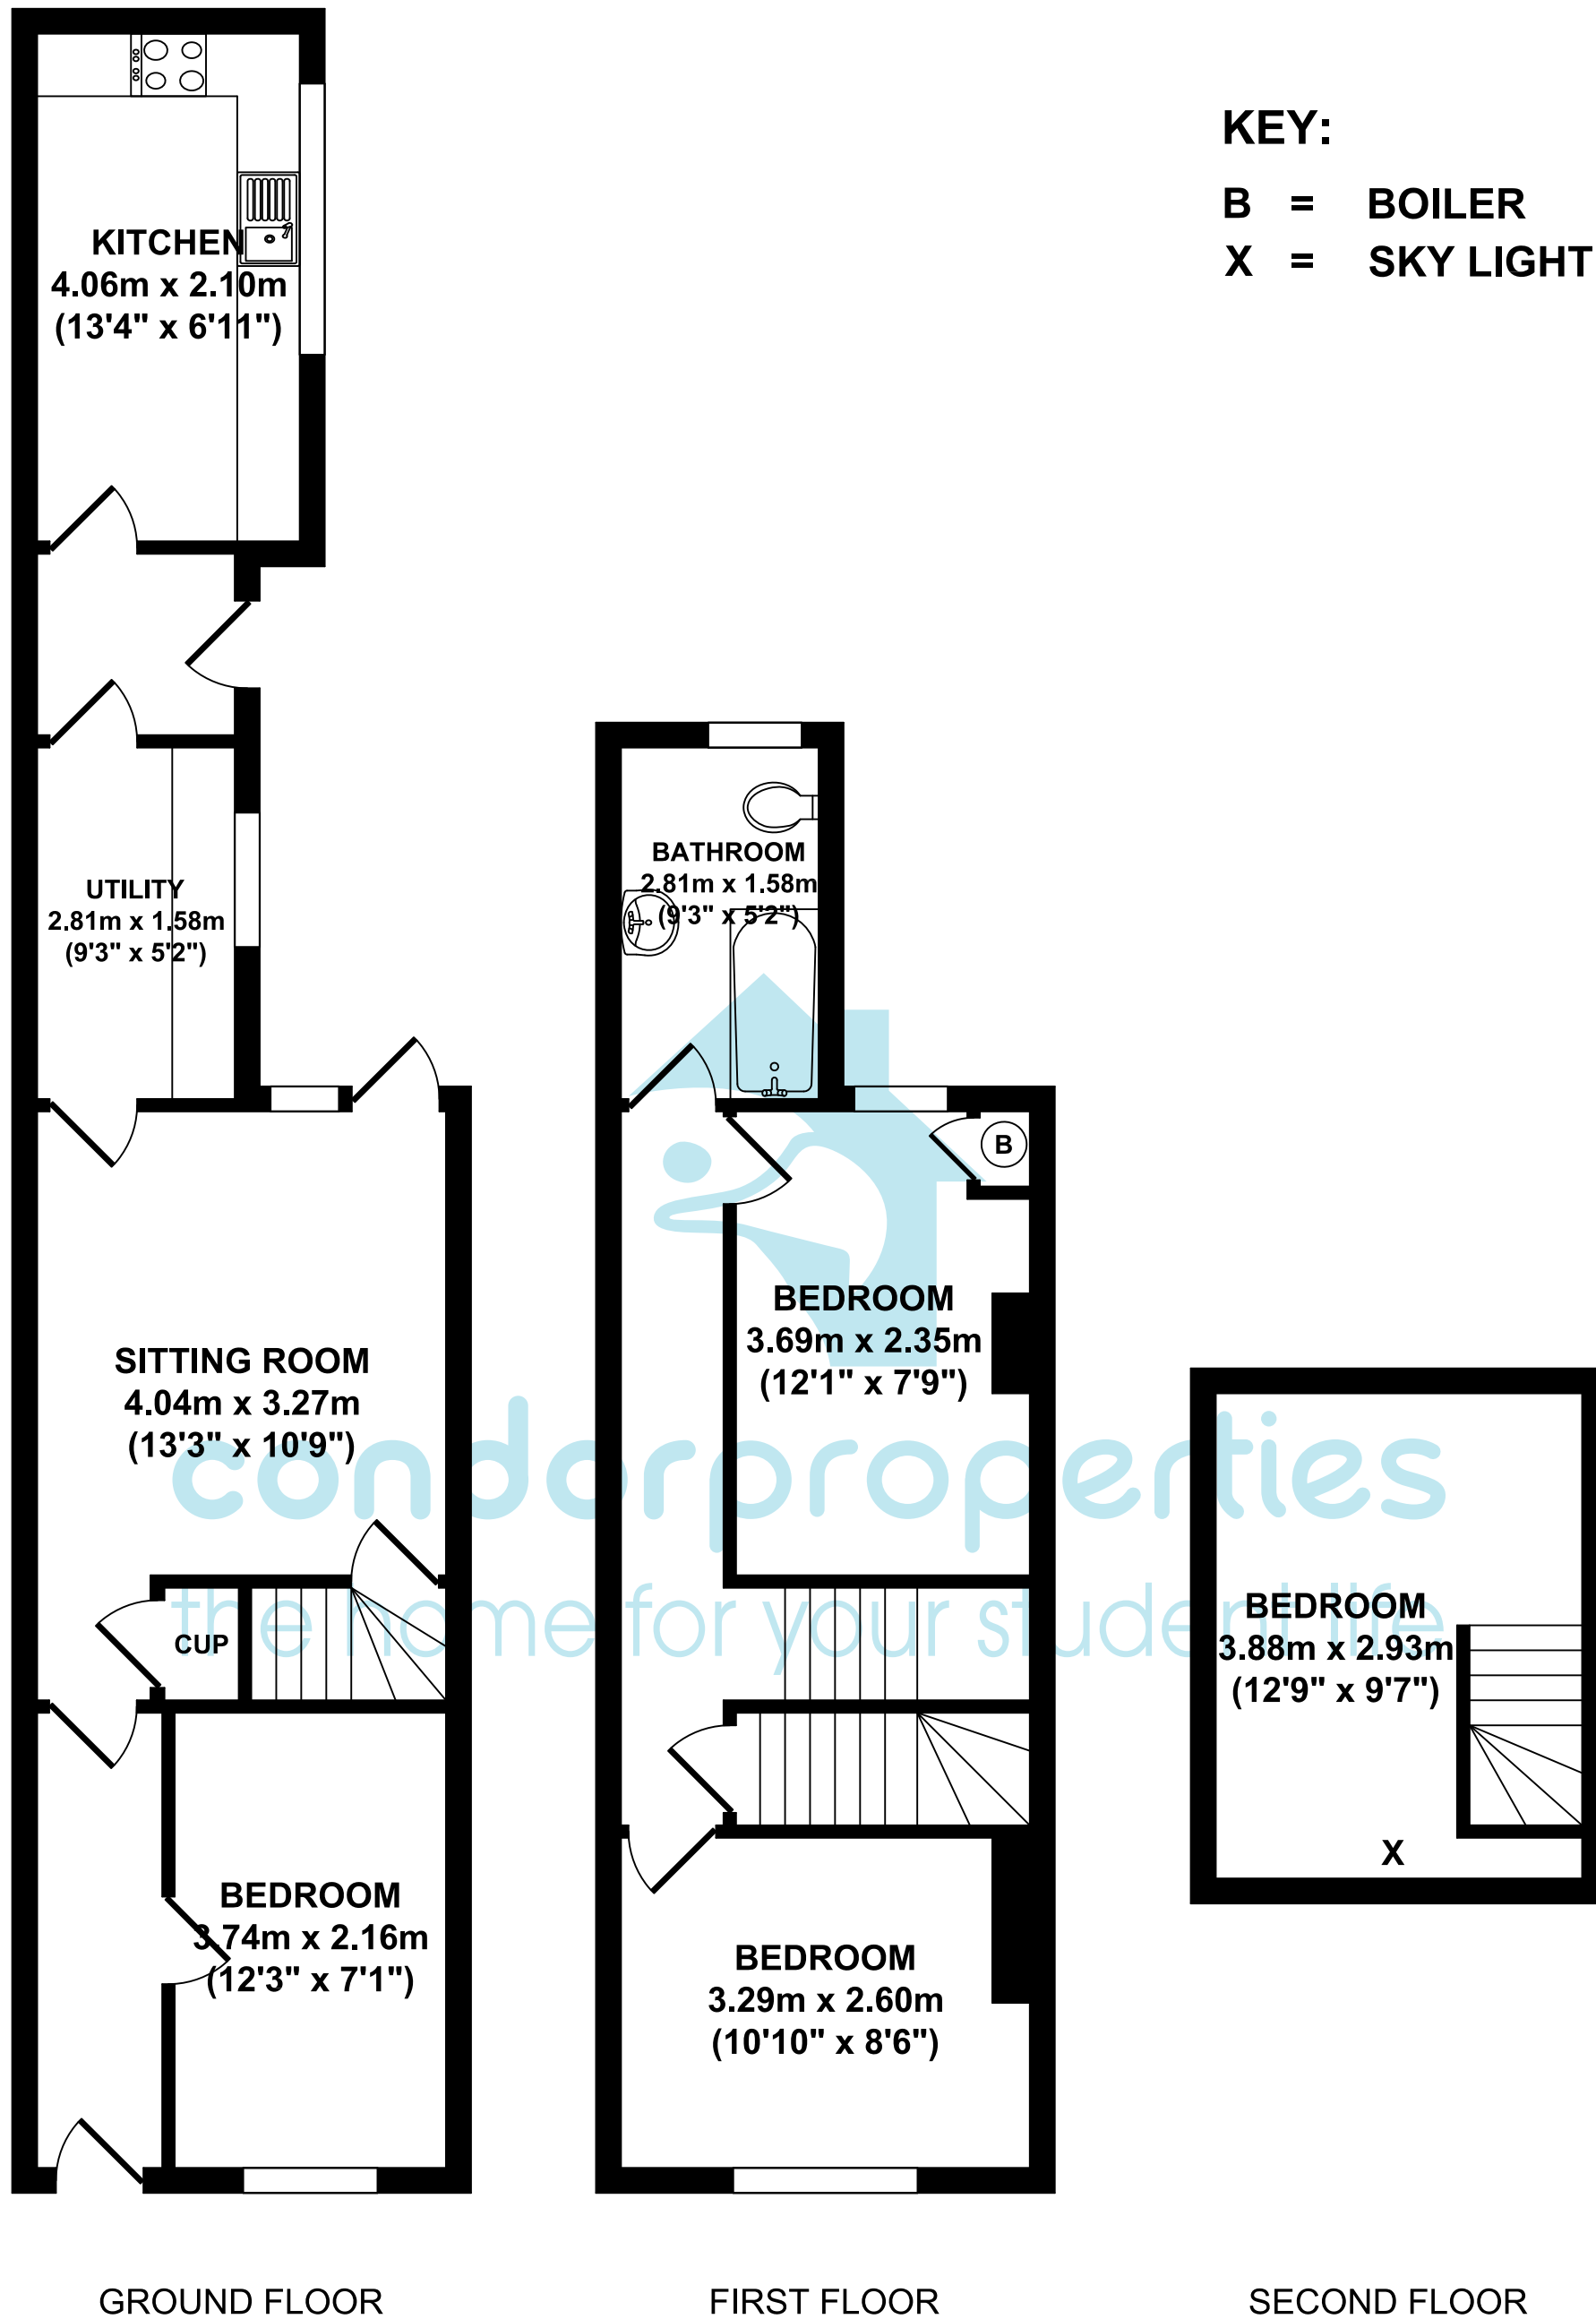 KEY:
B = BOILER
X = SKY LIGHT
KITCHEN
4.06m x 2.10m
(13'4" x 6'11")
UTILITY
2.81m x 1.58m
(9'3" x 5'2")
SITTING ROOM
4.04m x 3.27m
(13'3" x 10'9")
CUP
BEDROOM
3.74m x 2.16m
(12'3" x 7'1")
GROUND FLOOR
BATHROOM
2.81m x 1.58m
(9'3" x 5'2")
B
BEDROOM
3.69m x 2.35m
(12'1" x 7'9")
BEDROOM
3.29m x 2.60m
(10'10" x 8'6")
FIRST FLOOR
BEDROOM
3.88m x 2.93m
(12'9" x 9'7")
X
SECOND FLOOR
condorproperties
the home for your student life